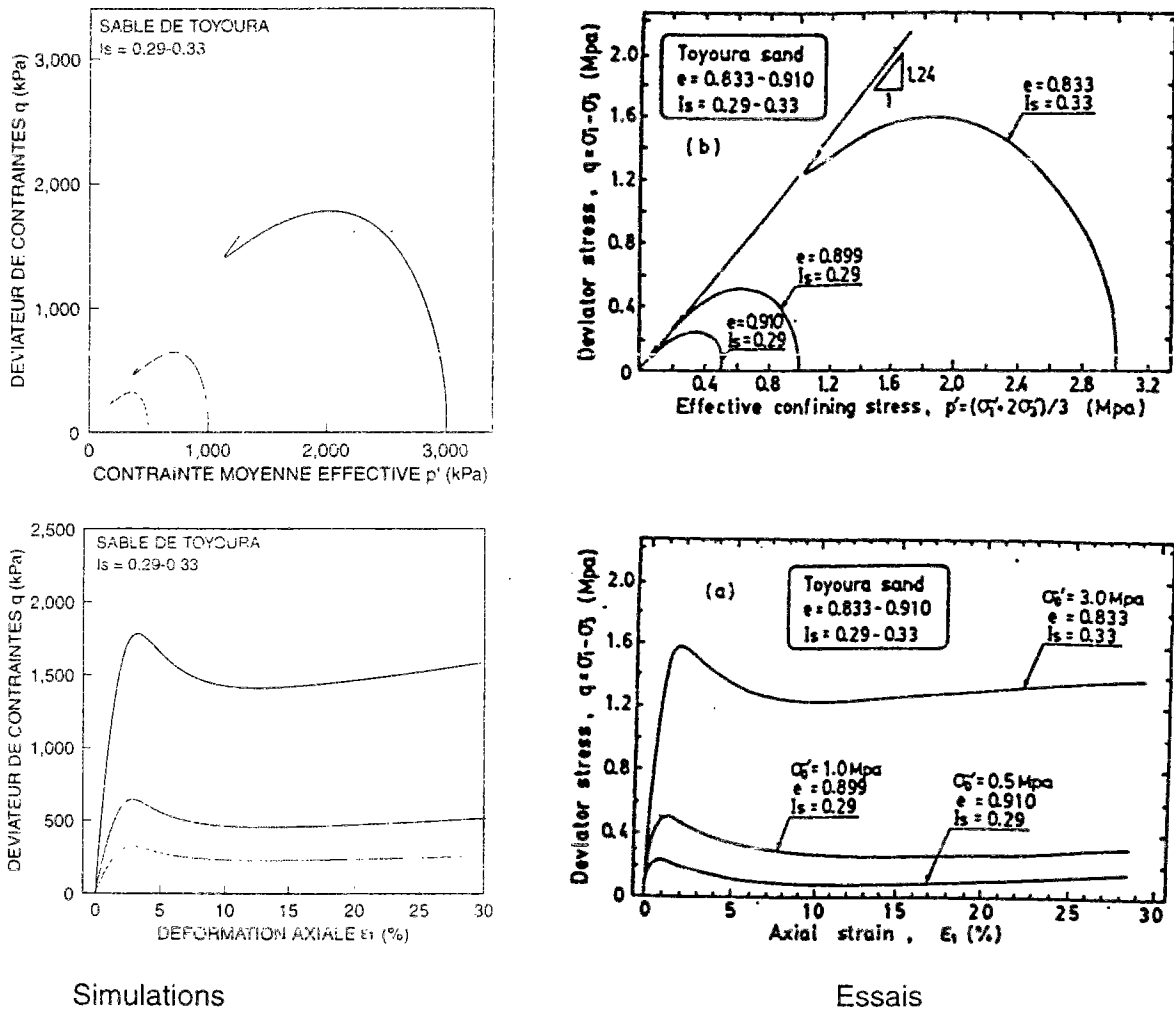 SABLE DE TOYOURA
Is = 0.29-0.33
DEVIATEUR DE CONTRAINTES q (kPa)
3,000
2,000
1,000
0
0
1,000
2,000
3,000
CONTRAINTE MOYENNE EFFECTIVE p' (kPa)
Toyoura sand
e = 0.833-0.910
Is = 0.29-0.33
(b)
1.24
1
e = 0.833
Is = 0.33
e = 0.899
Is = 0.29
e = 0.910
Is = 0.29
Deviator stress, q = σ1-σ3 (Mpa)
2.0
1.6
1.2
0.8
0.4
0
0.4
0.8
1.2
1.6
2.0
2.4
2.8
3.2
Effective confining stress, p' = (σ1'+2σ3')/3 (Mpa)
SABLE DE TOYOURA
Is = 0.29-0.33
DEVIATEUR DE CONTRAINTES q (kPa)
2,500
2,000
1,500
1,000
500
0
0
5
10
15
20
25
30
DEFORMATION AXIALE ε1 (%)
(a)
Toyoura sand
e = 0.833-0.910
Is = 0.29-0.33
σ0' = 3.0 Mpa
e = 0.833
Is = 0.33
σ0' = 1.0 Mpa
e = 0.899
Is = 0.29
σ0' = 0.5 Mpa
e = 0.910
Is = 0.29
Deviator stress, q = σ1-σ3 (Mpa)
2.0
1.6
1.2
0.8
0.4
0
0
5
10
15
20
25
30
Axial strain, ε1 (%)
Simulations
Essais